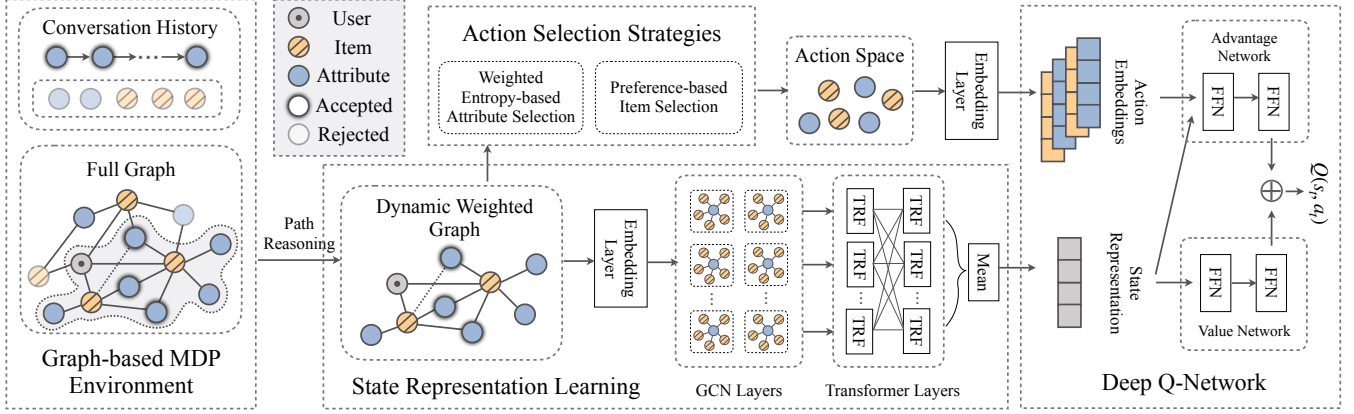 Conversation History
Full Graph
Graph-based MDP
Environment
User
Item
Attribute
Accepted
Rejected
Path
Reasoning
Action Selection Strategies
Weighted
Entropy-based
Attribute Selection
Preference-based
Item Selection
Action Space
Embedding
Layer
Dynamic Weighted
Graph
Embedding
Layer
...
GCN Layers
TRF
TRF
TRF
TRF
...
...
TRF
TRF
Transformer Layers
Mean
State Representation Learning
Action
Embeddings
State
Representation
Advantage
Network
FFN
FFN
Q(s_t, a_t)
FFN
FFN
Value Network
Deep Q-Network